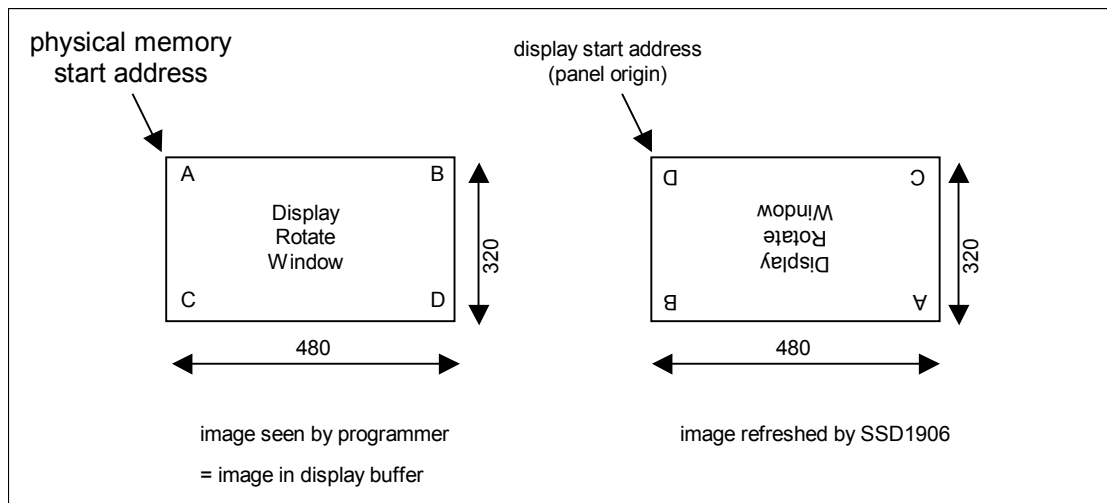 physical memory
start address
display start address
(panel origin)
A
B
Display
Rotate
Window
C
D
320
480
D
C
Window
Rotate
Display
B
A
320
480
image seen by programmer
= image in display buffer
image refreshed by SSD1906